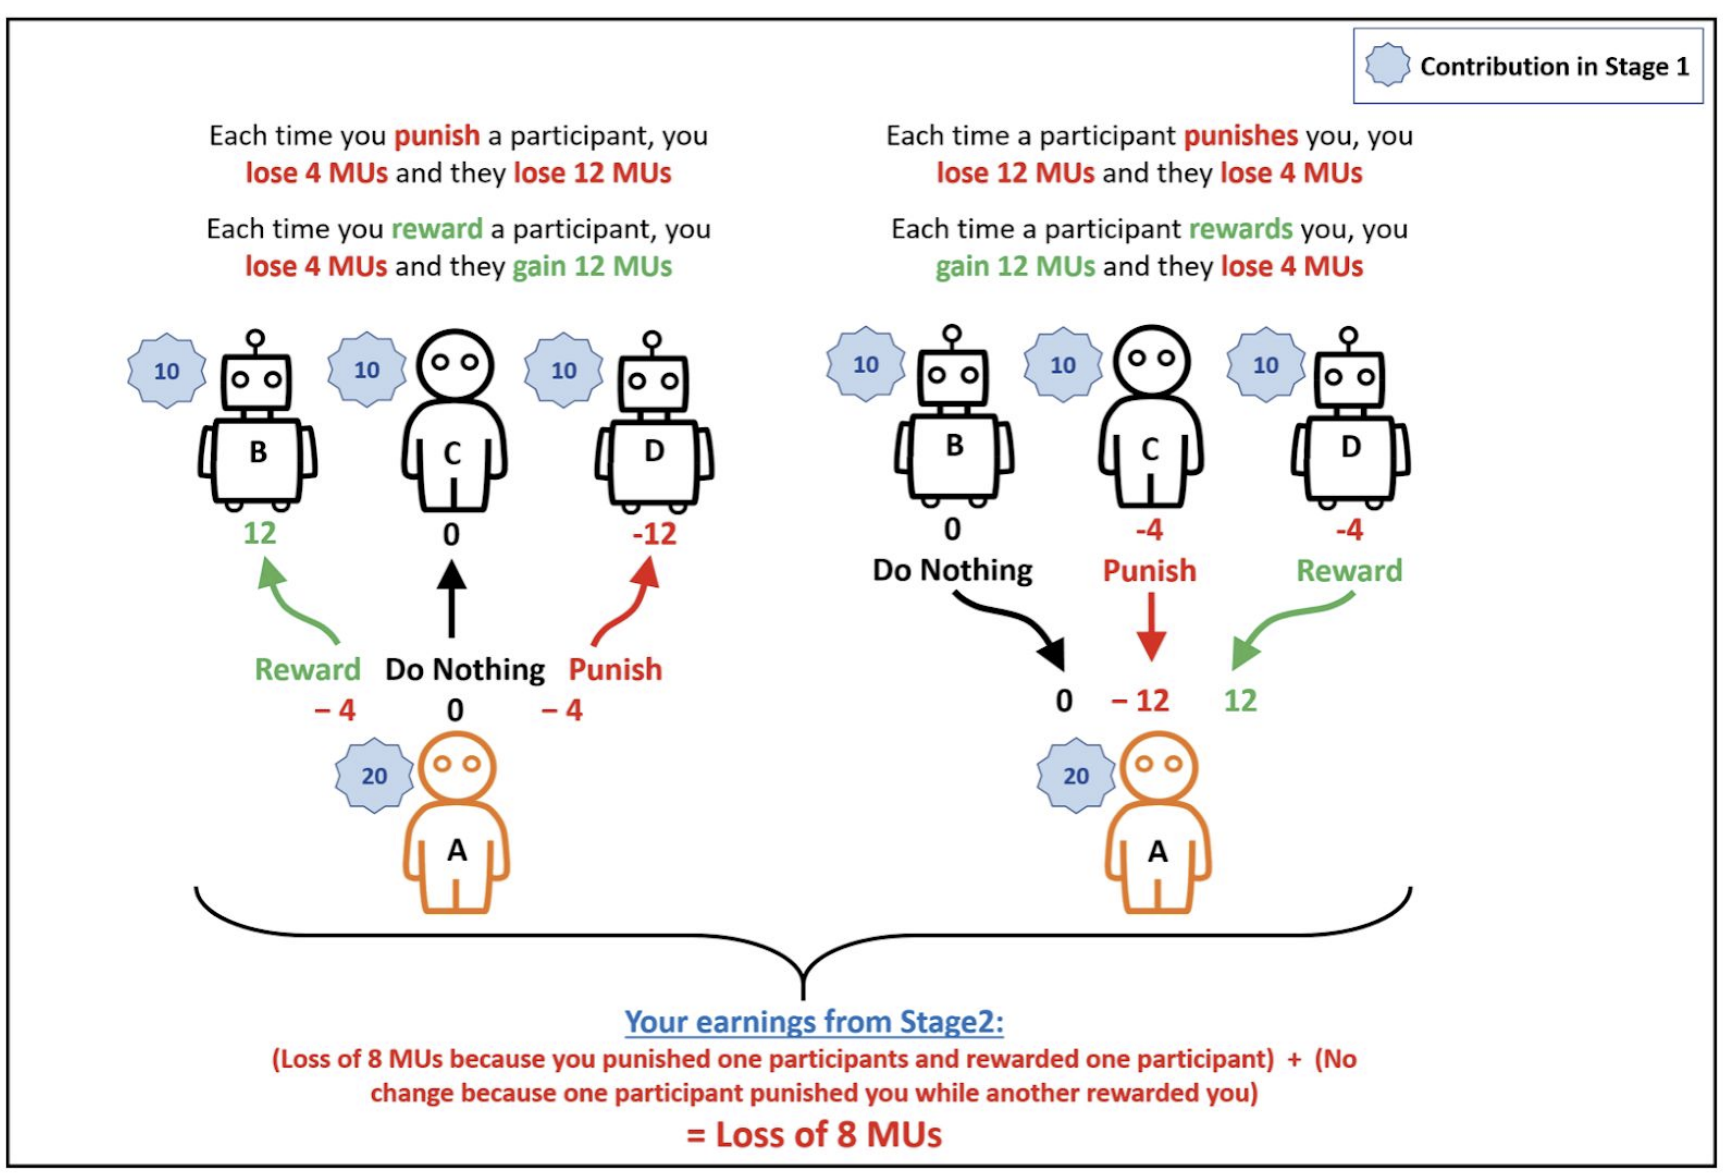 Contribution in Stage 1
Each time you punish a participant, you
lose 4 MUs and they lose 12 MUs
Each time you reward a participant, you
lose 4 MUs and they gain 12 MUs
Each time a participant punishes you, you
lose 12 MUs and they lose 4 MUs
Each time a participant rewards you, you
gain 12 MUs and they lose 4 MUs
10 10 10
B C D
12 0 -12
Reward Do Nothing Punish
– 4 0 – 4
20
A
10 10 10
B C D
0 -4 -4
Do Nothing Punish Reward
0 – 12 12
20
A
Your earnings from Stage2:
(Loss of 8 MUs because you punished one participants and rewarded one participant) + (No
change because one participant punished you while another rewarded you)
= Loss of 8 MUs